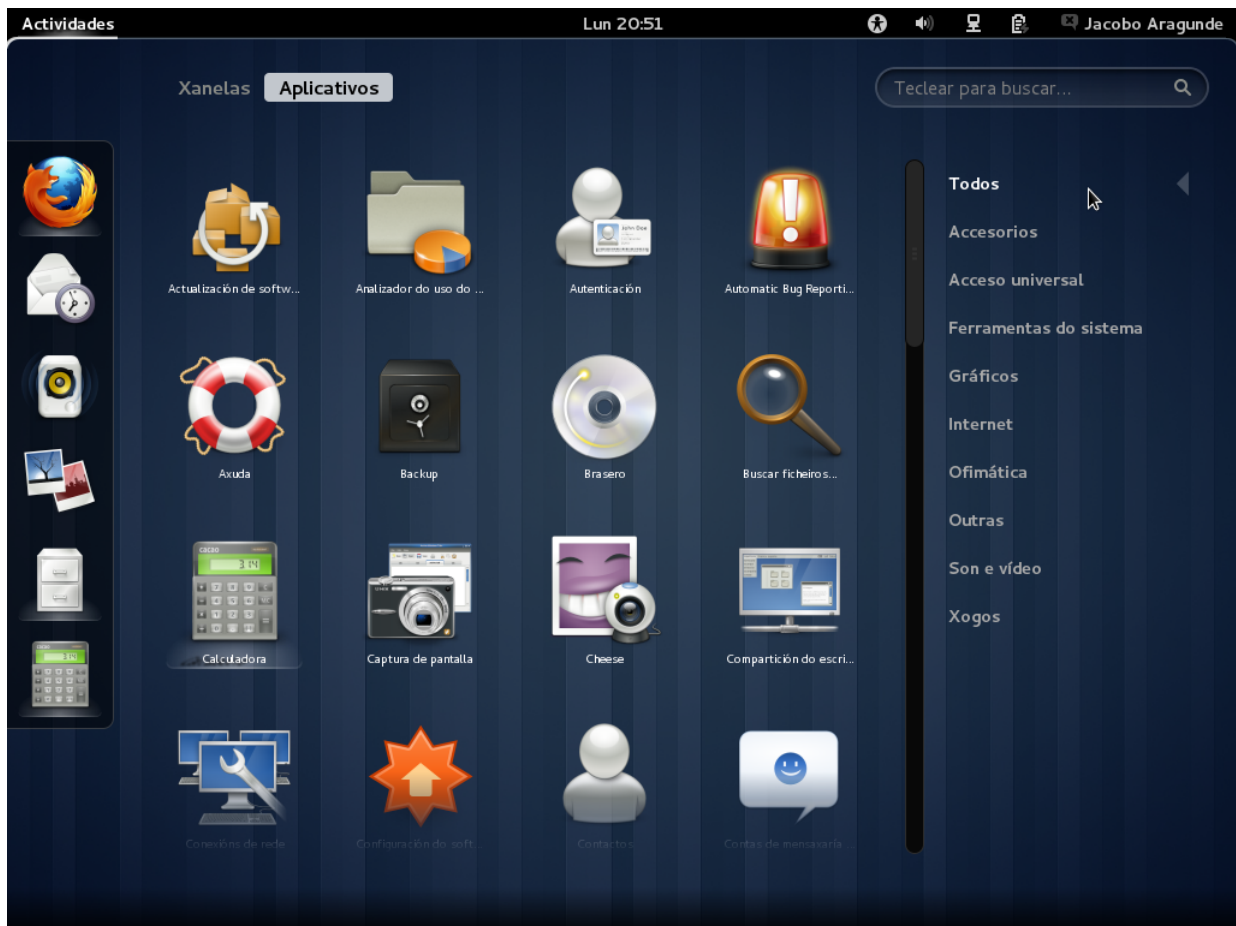 Actividades
Lun 20:51
Jacobo Aragunde
Xanelas
Aplicativos
Teclear para buscar...
Actualización de softw...
Analizador do uso do ...
Autenticación
Automatic Bug Reporti...
Axuda
Backup
Brasero
Buscar ficheiros...
Calculadora
Captura de pantalla
Cheese
Compartición do escri...
Conexións de rede
Configuración do soft...
Contactos
Contas de mensaxaría ...
Todos
Accesorios
Acceso universal
Ferramentas do sistema
Gráficos
Internet
Ofimática
Outras
Son e vídeo
Xogos